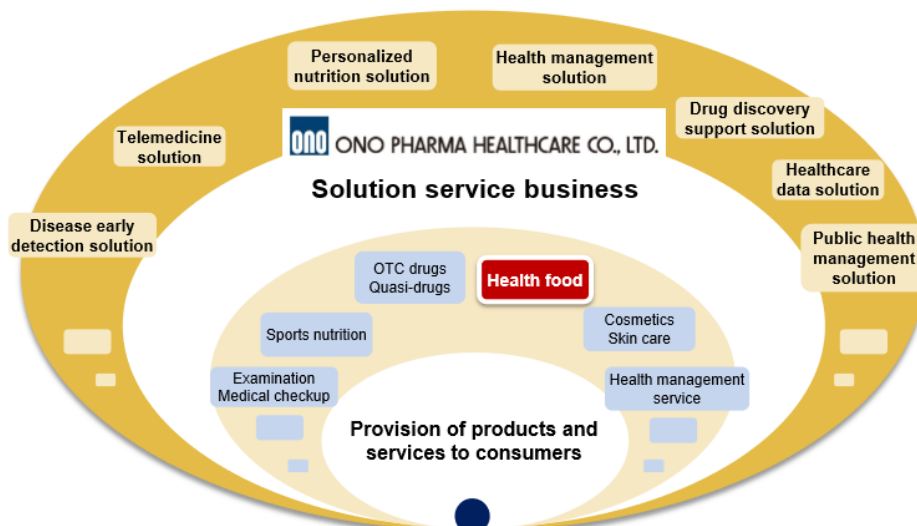 Personalized
nutrition solution
Health management
solution
Telemedicine
solution
Drug discovery
support solution
ono ONO PHARMA HEALTHCARE CO., LTD.
Healthcare
data solution
Solution service business
Disease early
detection solution
Public health
management
solution
OTC drugs
Quasi-drugs
Health food
Sports nutrition
Cosmetics
Skin care
Examination
Medical checkup
Health management
service
Provision of products and
services to consumers